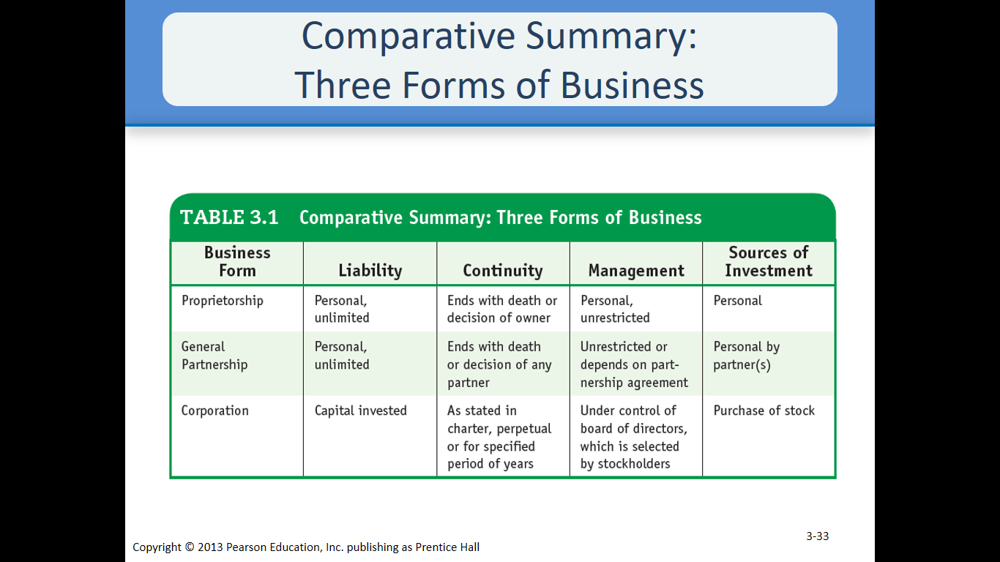 Comparative Summary:
Three Forms of Business
TABLE 3.1 Comparative Summary: Three Forms of Business
Business
Form
Liability
Continuity
Management
Sources of
Investment
Proprietorship
Personal,
unlimited
Ends with death or
decision of owner
Personal,
unrestricted
Personal
General
Partnership
Personal,
unlimited
Ends with death
or decision of any
partner
Unrestricted or
depends on part-
nership agreement
Personal by
partner(s)
Corporation
Capital invested
As stated in
charter, perpetual
or for specified
period of years
Under control of
board of directors,
which is selected
by stockholders
Purchase of stock
3-33
Copyright © 2013 Pearson Education, Inc. publishing as Prentice Hall